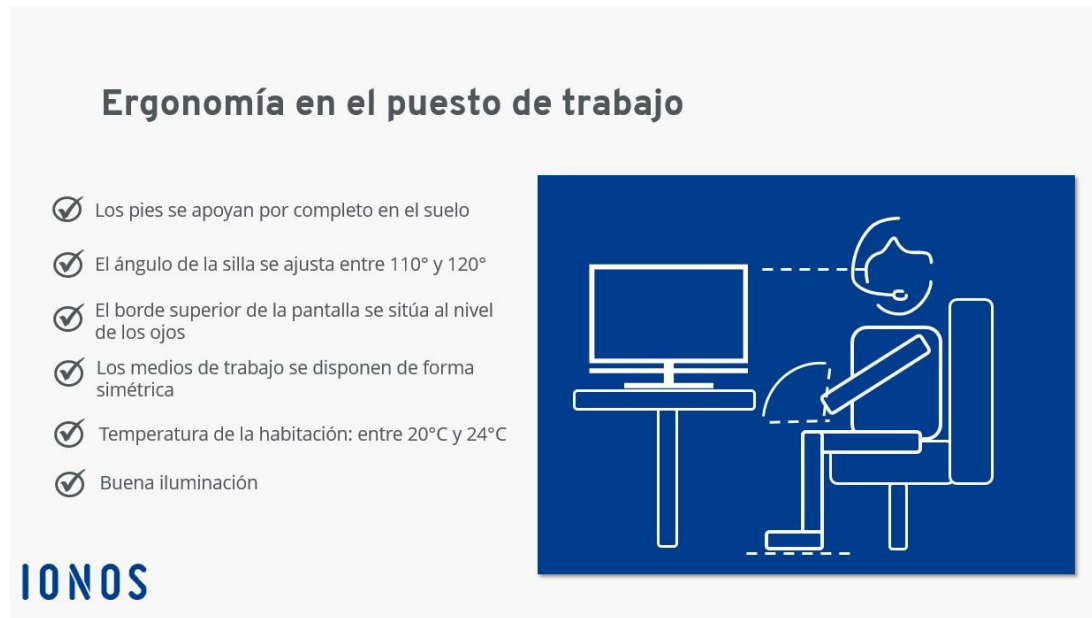 Ergonomía en el puesto de trabajo
Los pies se apoyan por completo en el suelo
El ángulo de la silla se ajusta entre 110° y 120°
El borde superior de la pantalla se sitúa al nivel
de los ojos
Los medios de trabajo se disponen de forma
simétrica
Temperatura de la habitación: entre 20°C y 24°C
Buena iluminación
IONOS